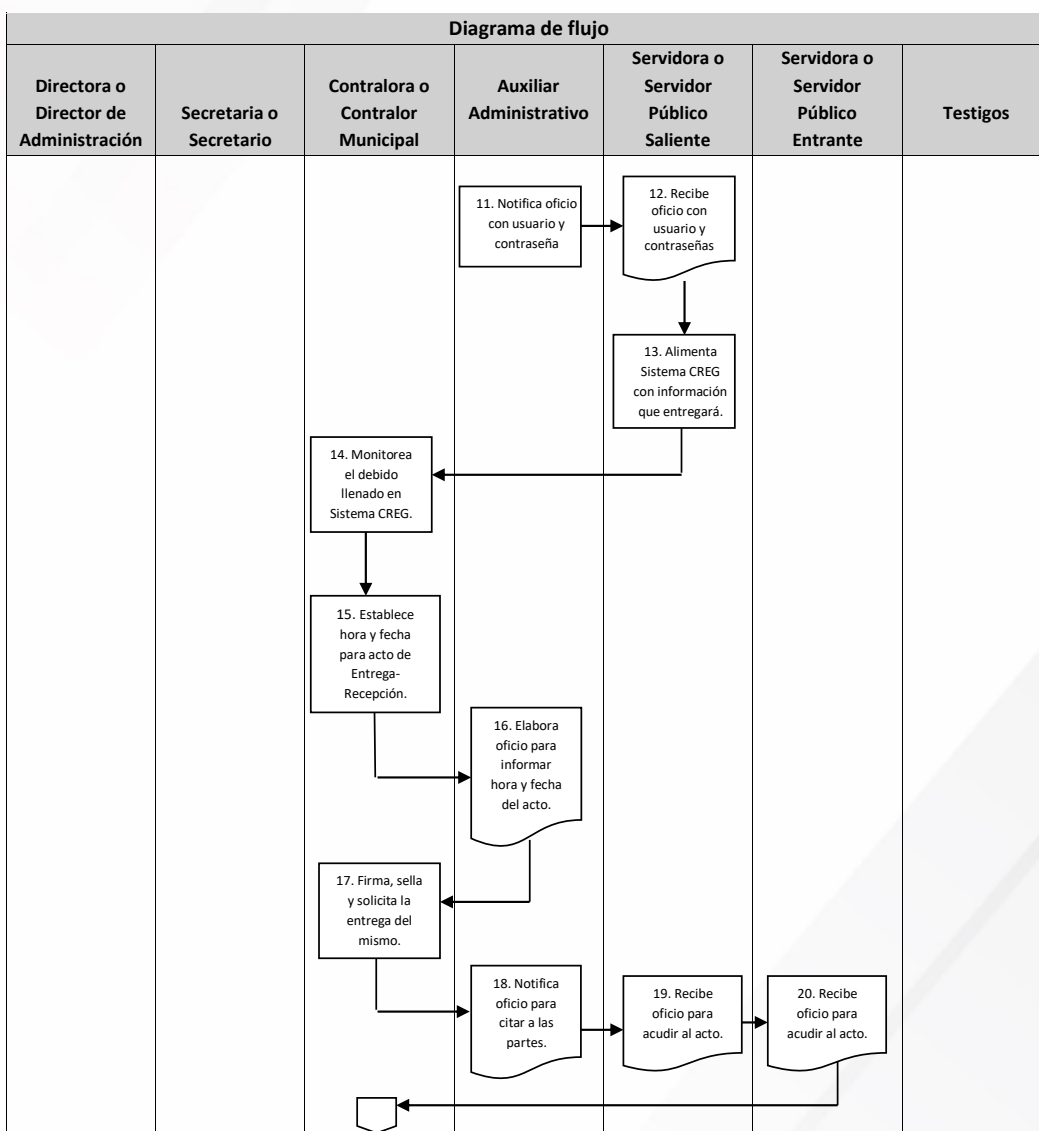 Diagrama de flujo
Directora o
Director de
Administración
Secretaria o
Secretario
Contralora o
Contralor
Municipal
Auxiliar
Administrativo
Servidora o
Servidor
Público
Saliente
Servidora o
Servidor
Público
Entrante
Testigos
11. Notifica oficio
con usuario y
contraseña
12. Recibe
oficio con
usuario y
contraseñas
13. Alimenta
Sistema CREG
con información
que entregará.
14. Monitorea
el debido
llenado en
Sistema CREG.
15. Establece
hora y fecha
para acto de
Entrega-
Recepción.
16. Elabora
oficio para
informar
hora y fecha
del acto.
17. Firma, sella
y solicita la
entrega del
mismo.
18. Notifica
oficio para
citar a las
partes.
19. Recibe
oficio para
acudir al acto.
20. Recibe
oficio para
acudir al acto.